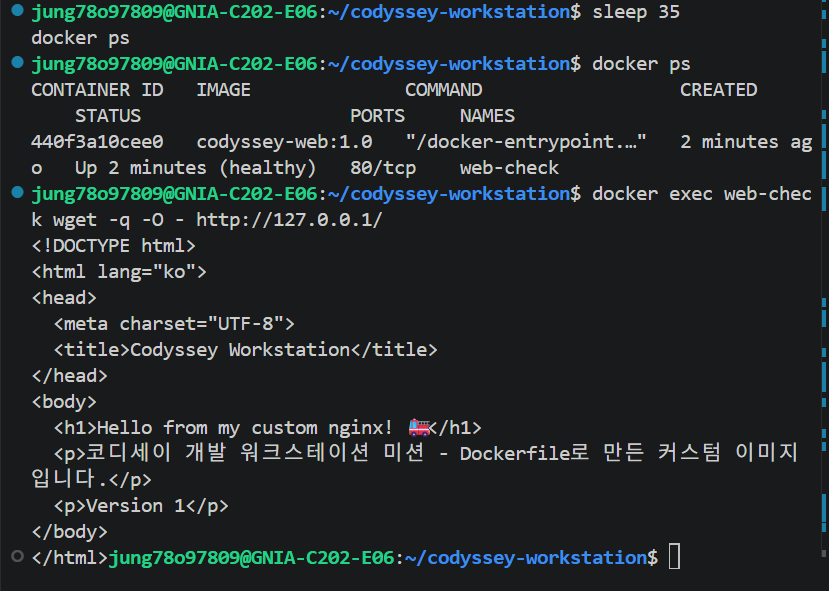 jung78o97809@GNIA-C202-E06:~/codyssey-workstation$ sleep 35
docker ps
jung78o97809@GNIA-C202-E06:~/codyssey-workstation$ docker ps
CONTAINER ID   IMAGE              COMMAND                  CREATED
    STATUS                   PORTS     NAMES
440f3a10cee0   codyssey-web:1.0   "/docker-entrypoint.…"   2 minutes ag
o   Up 2 minutes (healthy)   80/tcp    web-check
jung78o97809@GNIA-C202-E06:~/codyssey-workstation$ docker exec web-chec
k wget -q -O - http://127.0.0.1/
<!DOCTYPE html>
<html lang="ko">
<head>
  <meta charset="UTF-8">
  <title>Codyssey Workstation</title>
</head>
<body>
  <h1>Hello from my custom nginx! 🚒</h1>
  <p>코디세이 개발 워크스테이션 미션 - Dockerfile로 만든 커스텀 이미지
입니다.</p>
  <p>Version 1</p>
</body>
</html>jung78o97809@GNIA-C202-E06:~/codyssey-workstation$